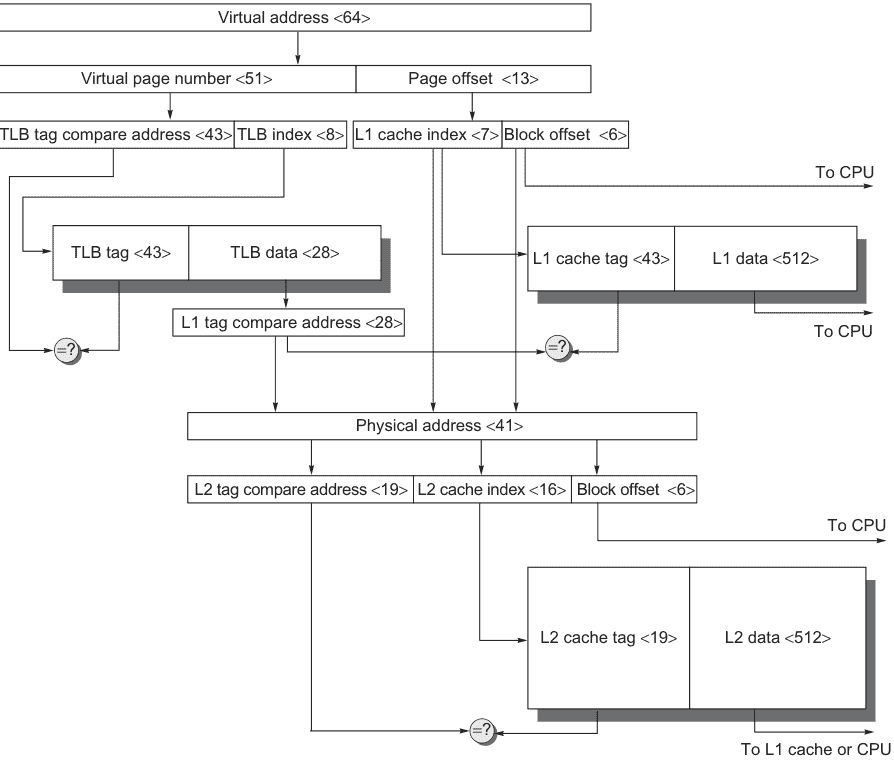 Virtual address <64>
Virtual page number <51>
Page offset <13>
TLB tag compare address <43>
TLB index <8>
L1 cache index <7>
Block offset <6>
To CPU
TLB tag <43>
TLB data <28>
L1 cache tag <43>
L1 data <512>
L1 tag compare address <28>
To CPU
=?
=?
Physical address <41>
L2 tag compare address <19>
L2 cache index <16>
Block offset <6>
To CPU
L2 cache tag <19>
L2 data <512>
=?
To L1 cache or CPU